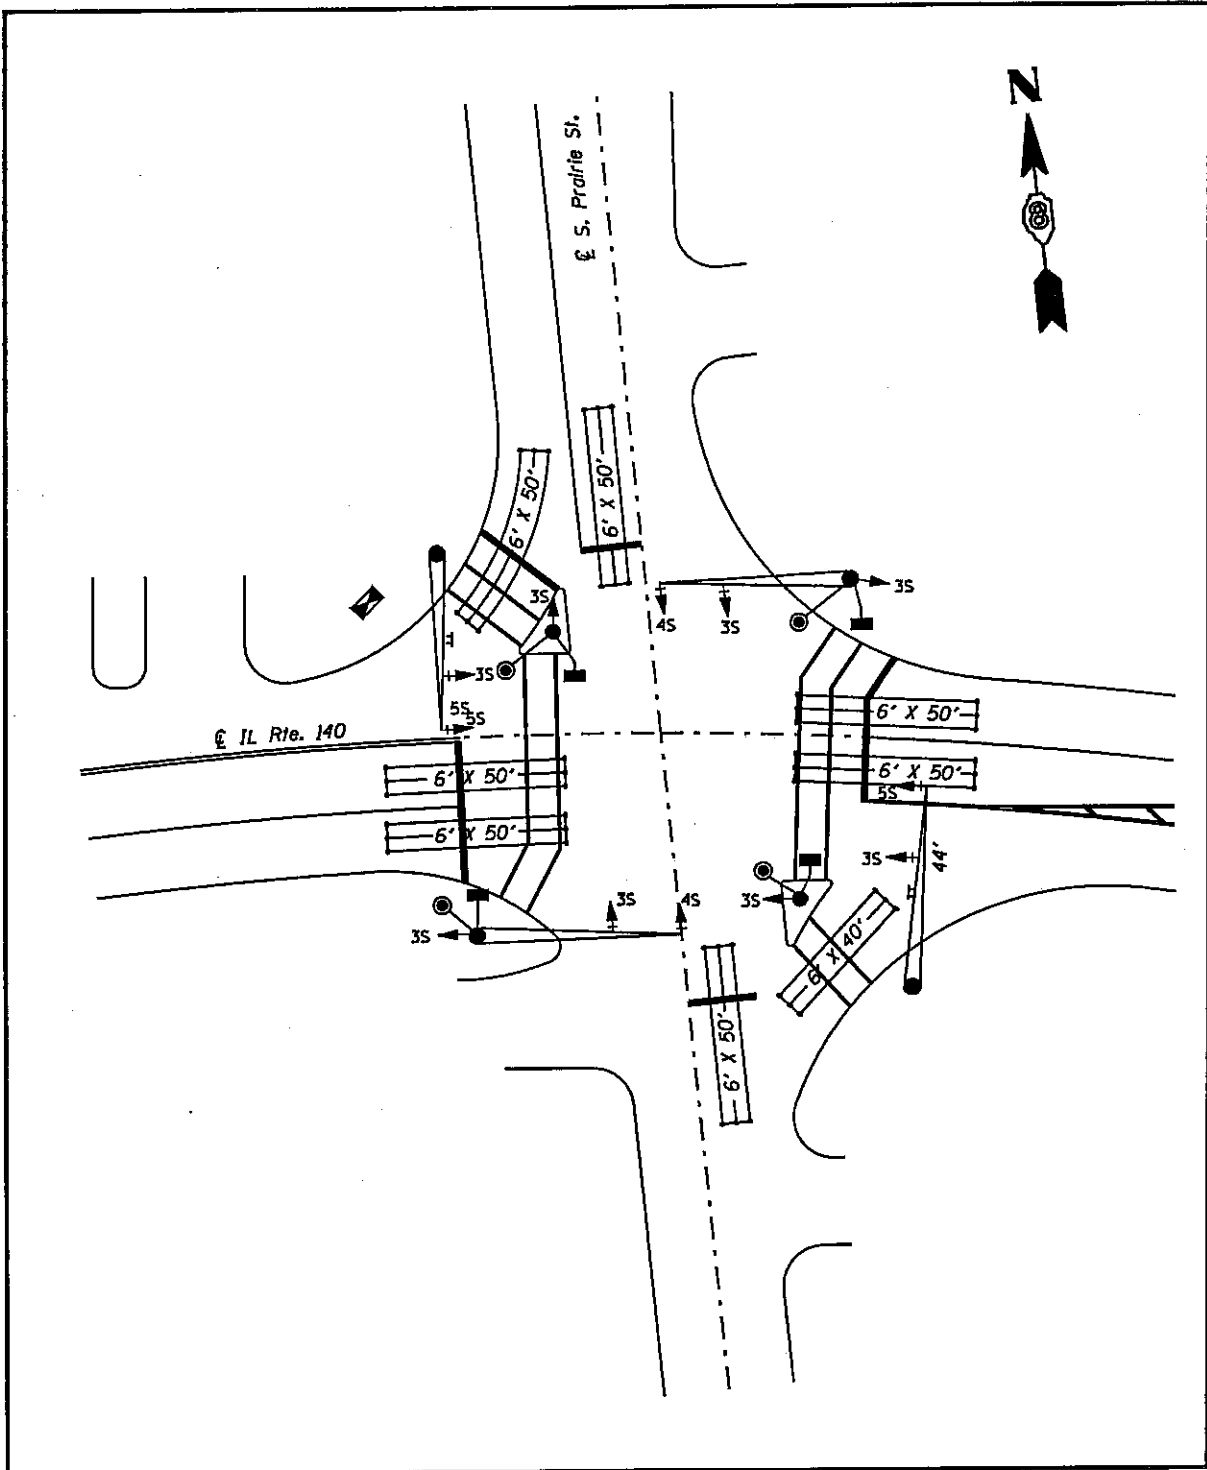 N
℄ S. Prairie St.
6' X 50'
6' X 50'
3S
3S
4S
3S
3S
5S
5S
℄ IL Rte. 140
6' X 50'
6' X 50'
6' X 50'
5S
6' X 50'
3S
44'
3S
4S
3S
3S
6' X 40'
6' X 50'